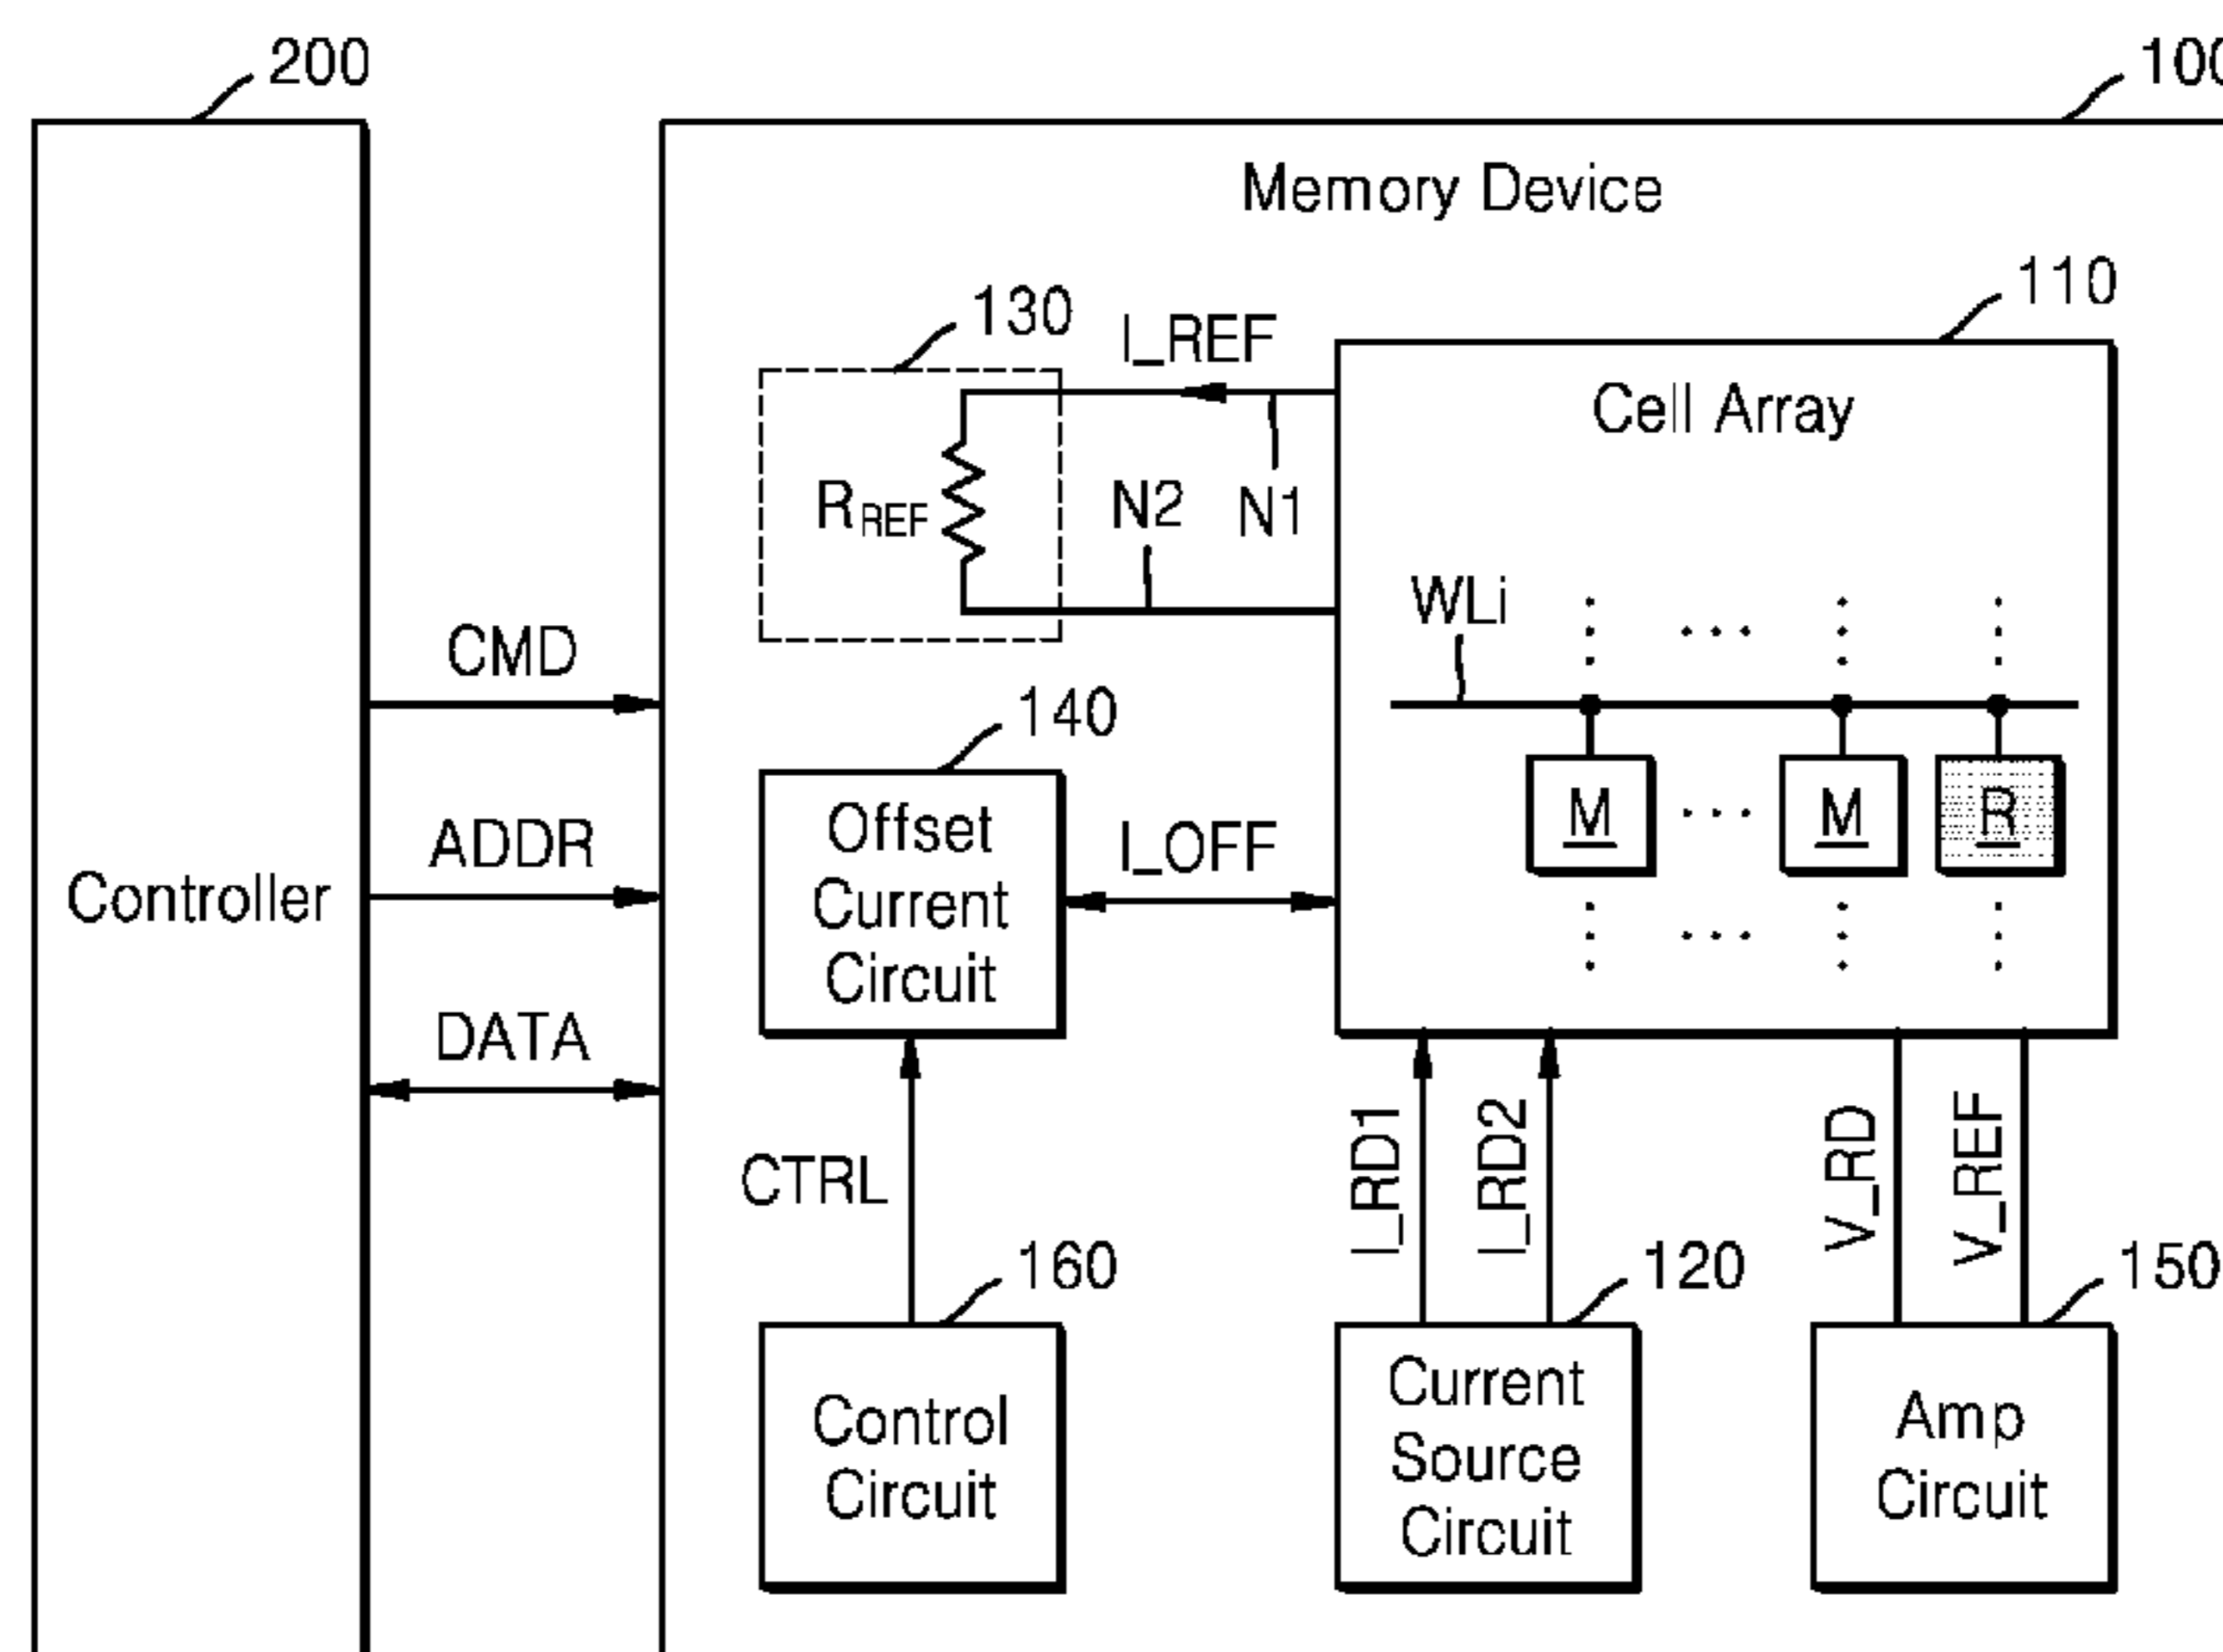 200
100
Memory Device
130
I_REF
110
Cell Array
R_REF
N2
N1
WLi
CMD
140
M
...
M
R
ADDR
Offset
Current
Circuit
I_OFF
Controller
DATA
CTRL
I_RD1
I_RD2
V_RD
V_REF
160
120
150
Control
Circuit
Current
Source
Circuit
Amp
Circuit